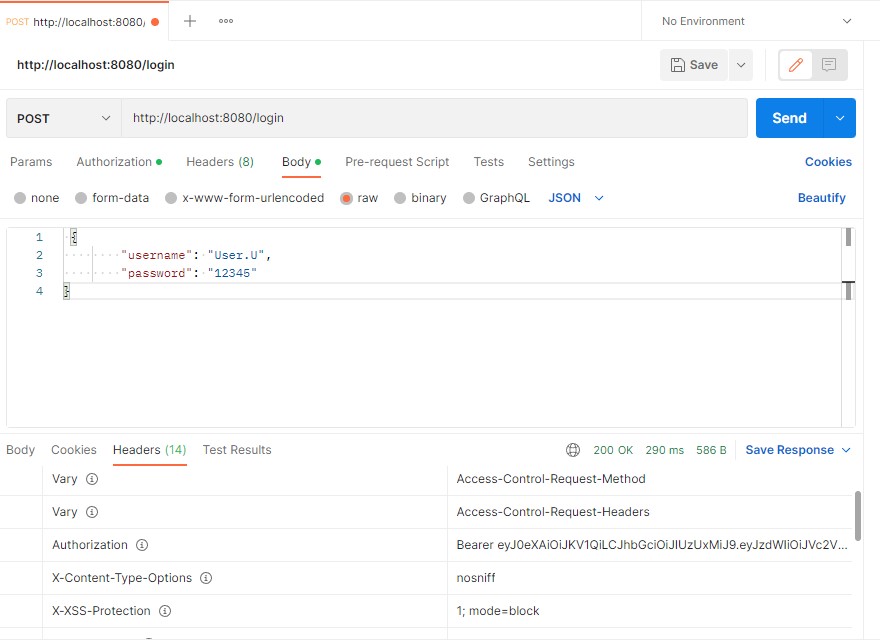 POST http://localhost:8080/ No Environment
http://localhost:8080/login Save
POST http://localhost:8080/login Send
Params Authorization Headers (8) Body Pre-request Script Tests Settings Cookies
none form-data x-www-form-urlencoded raw binary GraphQL JSON Beautify
1 {
2 "username": "User.U",
3 "password": "12345"
4 }
Body Cookies Headers (14) Test Results 200 OK 290 ms 586 B Save Response
Vary Access-Control-Request-Method
Vary Access-Control-Request-Headers
Authorization Bearer eyJ0eXAiOiJKV1QiLCJhbGciOiJIUzUxMiJ9.eyJzdWIiOiJVc2V...
X-Content-Type-Options nosniff
X-XSS-Protection 1; mode=block